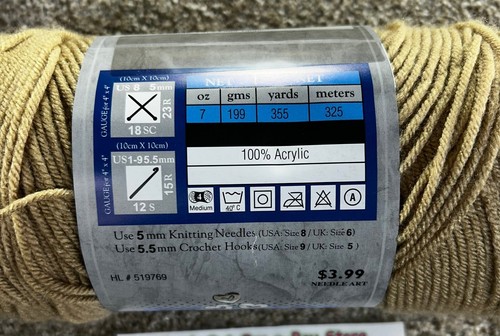 (10cm X 10cm)
US 8 5mm
GAUGE for 4" x 4"
23R
18 SC
(10cm X 10cm)
US1-95.5mm
GAUGE for 4" x 4"
15R
12 S
NET
oz gms yards meters
7 199 355 325
100% Acrylic
Medium 40°C A
Use 5 mm Knitting Needles (USA: Size 8 / UK: Size 6)
Use 5.5mm Crochet Hooks (USA: Size 9 / UK: Size 5 )
HL # 519769
$3.99
NEEDLE ART